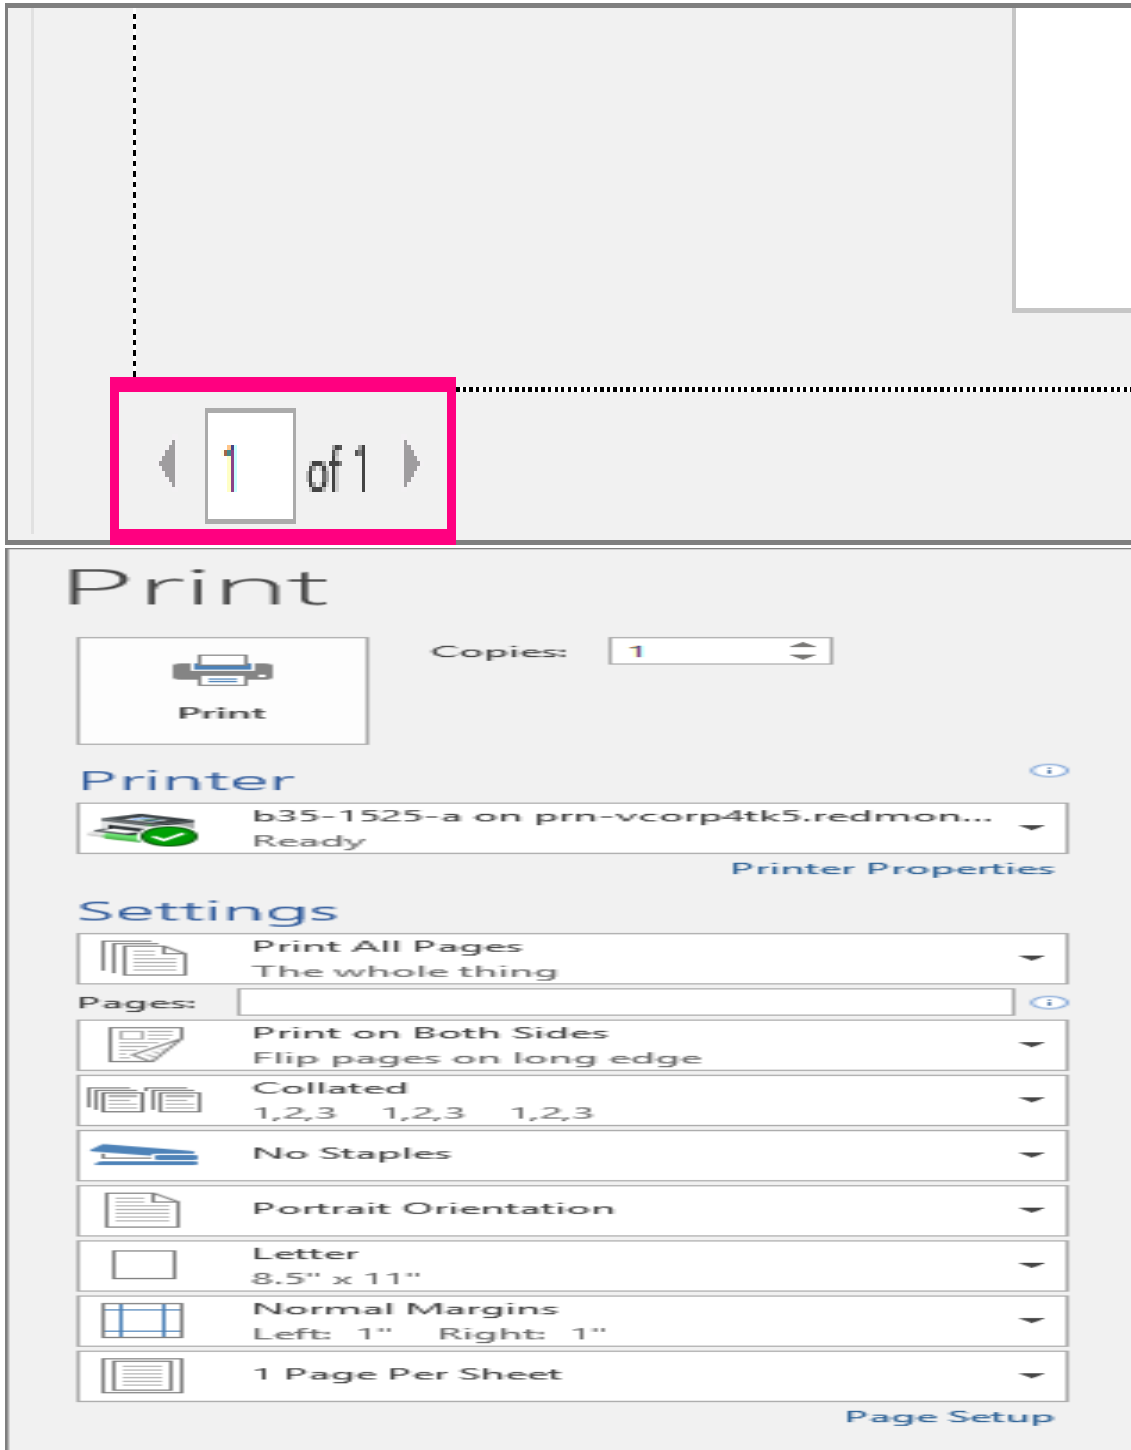 1 of 1
Print
Copies: 1
Print
Printer
b35-1525-a on prn-vcorp4tk5.redmon...
Ready
Printer Properties
Settings
Print All Pages
The whole thing
Pages:
Print on Both Sides
Flip pages on long edge
Collated
1,2,3 1,2,3 1,2,3
No Staples
Portrait Orientation
Letter
8.5" x 11"
Normal Margins
Left: 1" Right: 1"
1 Page Per Sheet
Page Setup